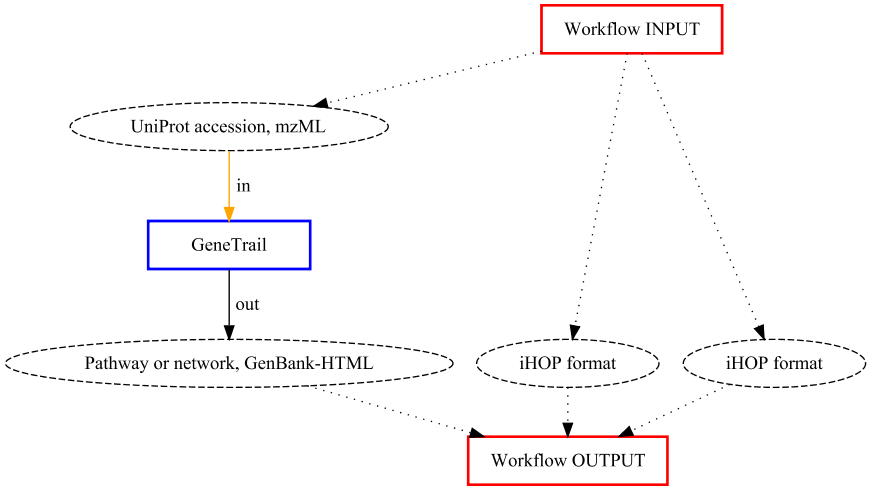 Workflow INPUT
UniProt accession, mzML
in
GeneTrail
out
Pathway or network, GenBank-HTML
iHOP format
iHOP format
Workflow OUTPUT